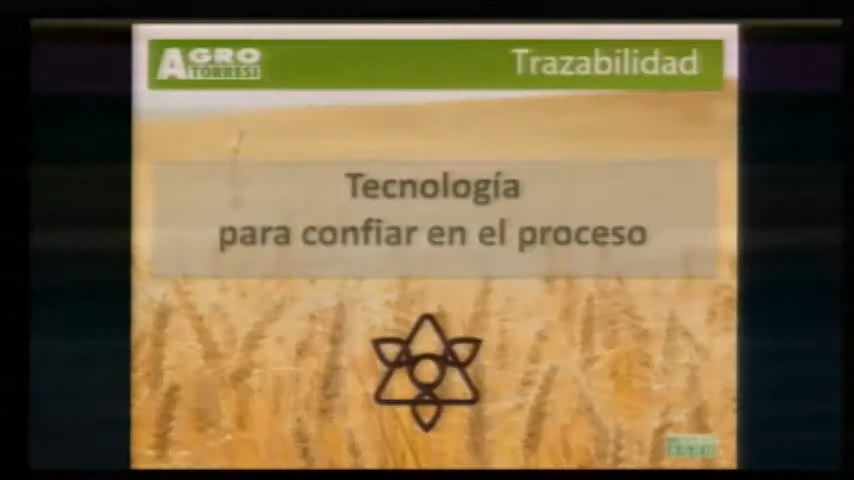 AGRO
TORRESI
Trazabilidad
Tecnología
para confiar en el proceso